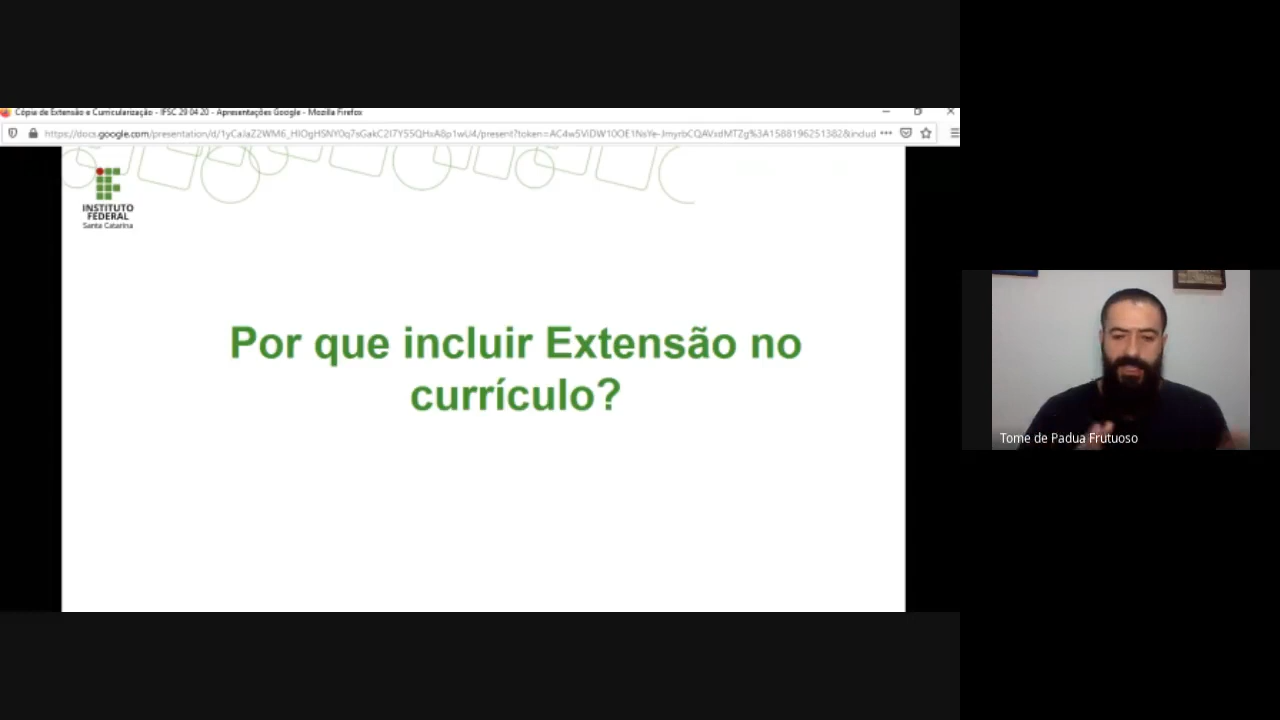 Cópia de Extensão e Curricularização - IFSC 29 04 20 - Apresentações Google - Mozilla Firefox
INSTITUTO
FEDERAL
Santa Catarina
Por que incluir Extensão no
currículo?
Tome de Padua Frutuoso